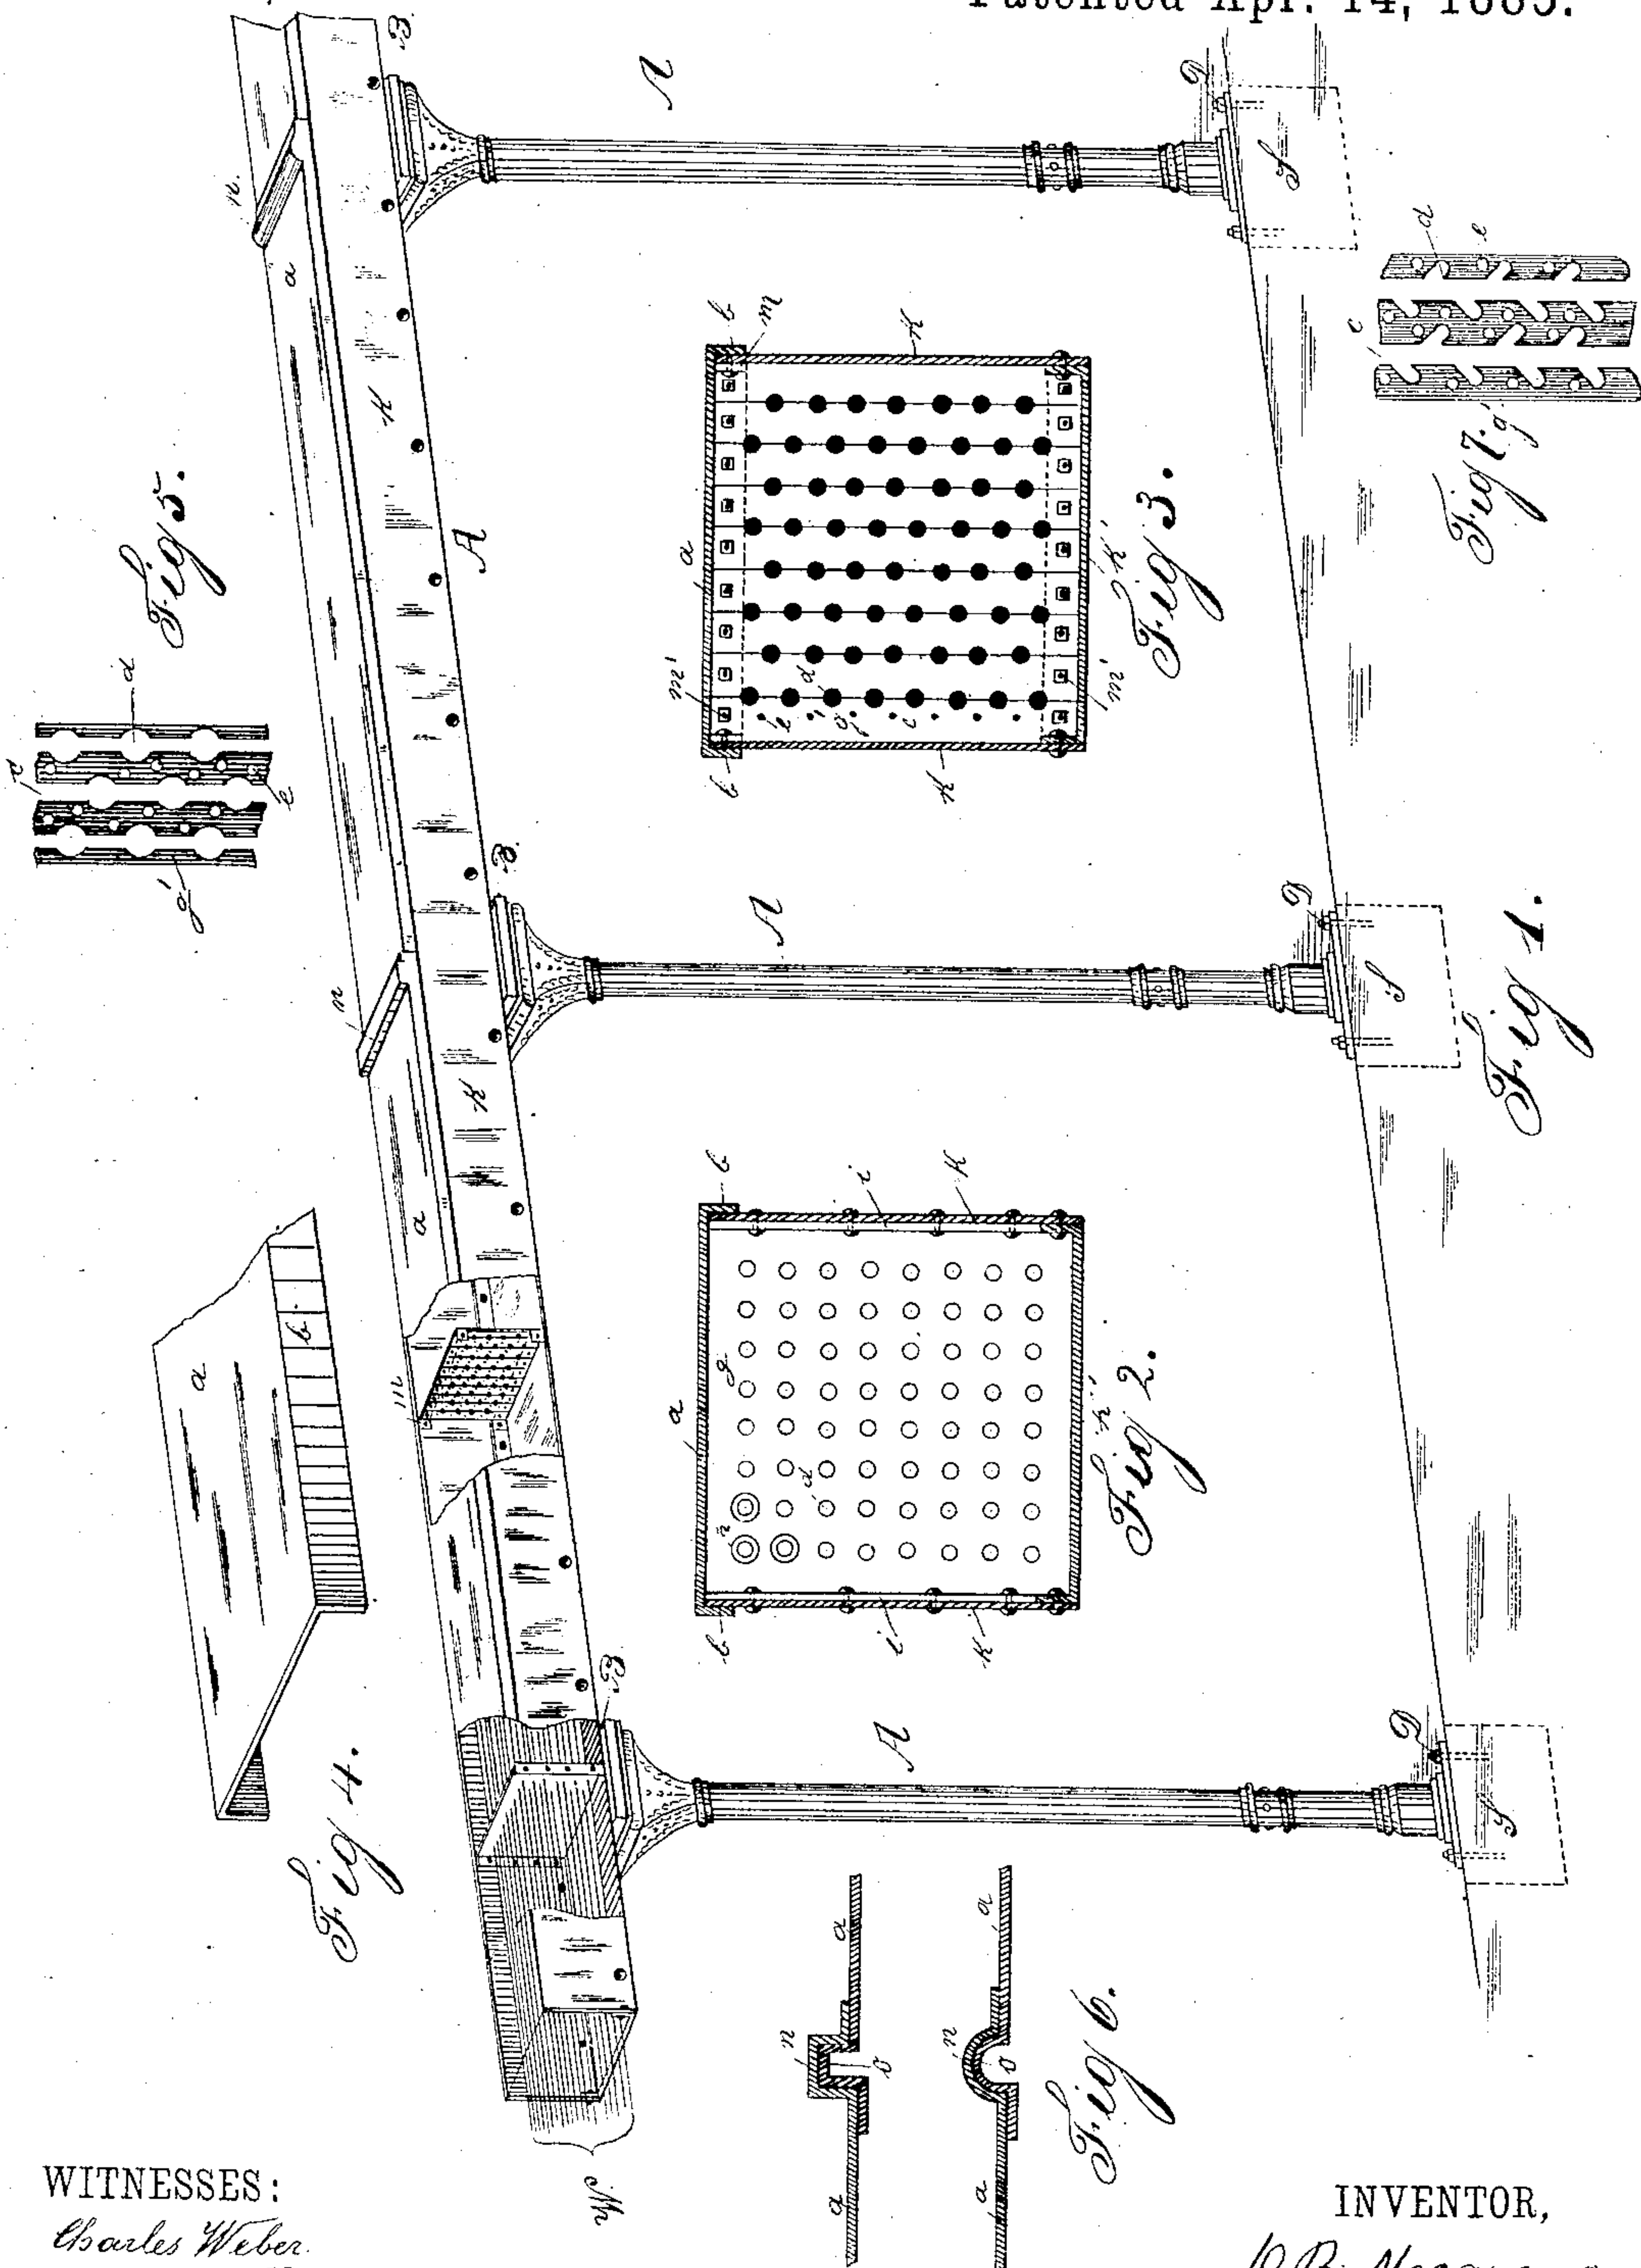 Patented Apr. 14, 1885.
Fig 5.
d
d
e
g'
Fig 4.
a
b
n
a
B
A
K
A
n
a
B
K
A
a
m
B
A
D
S
D
S
D
S
Fig 1.
a
b
b
i
i
K
K
g
d
Fig 2.
a
b
b
m
m'
m'
K
K
K'
d
g
e
Fig 3.
a
n
o
a
a
n
o
a
Fig 6.
c
d
e
g'
Fig 7.
WITNESSES:
Charles Weber.
INVENTOR,